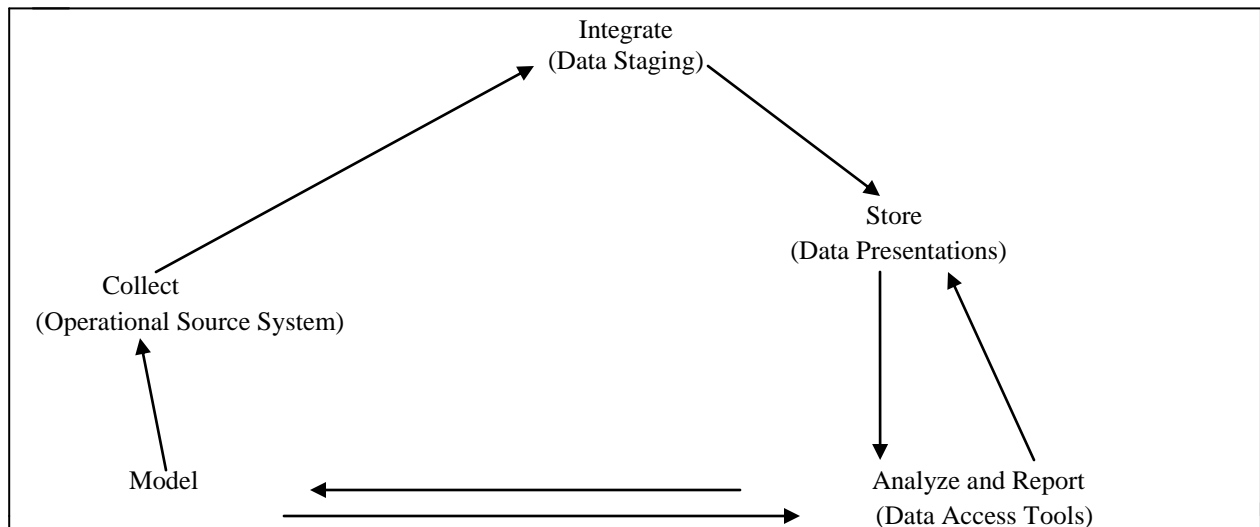 Integrate
(Data Staging)
Store
(Data Presentations)
Collect
(Operational Source System)
Model
Analyze and Report
(Data Access Tools)